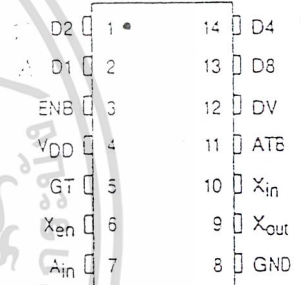 D2 1 14 D4
D1 2 13 D8
ENB 3 12 DV
VDD 4 11 ATB
GT 5 10 Xin
Xen 6 9 Xout
Ain 7 8 GND